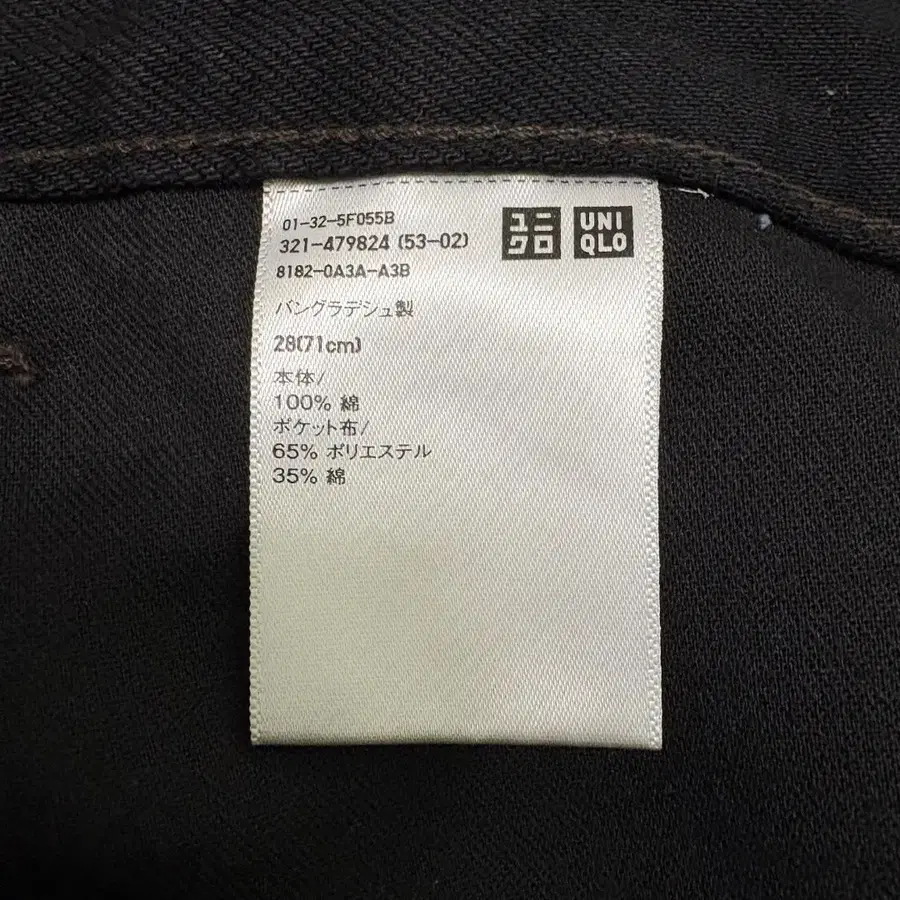 01-32-5F055B
321-479824 (53-02)
8182-0A3A-A3B
ユニ
クロ
UNI
QLO
バングラデシュ製
28(71cm)
本体/
100% 綿
ポケット布/
65% ポリエステル
35% 綿